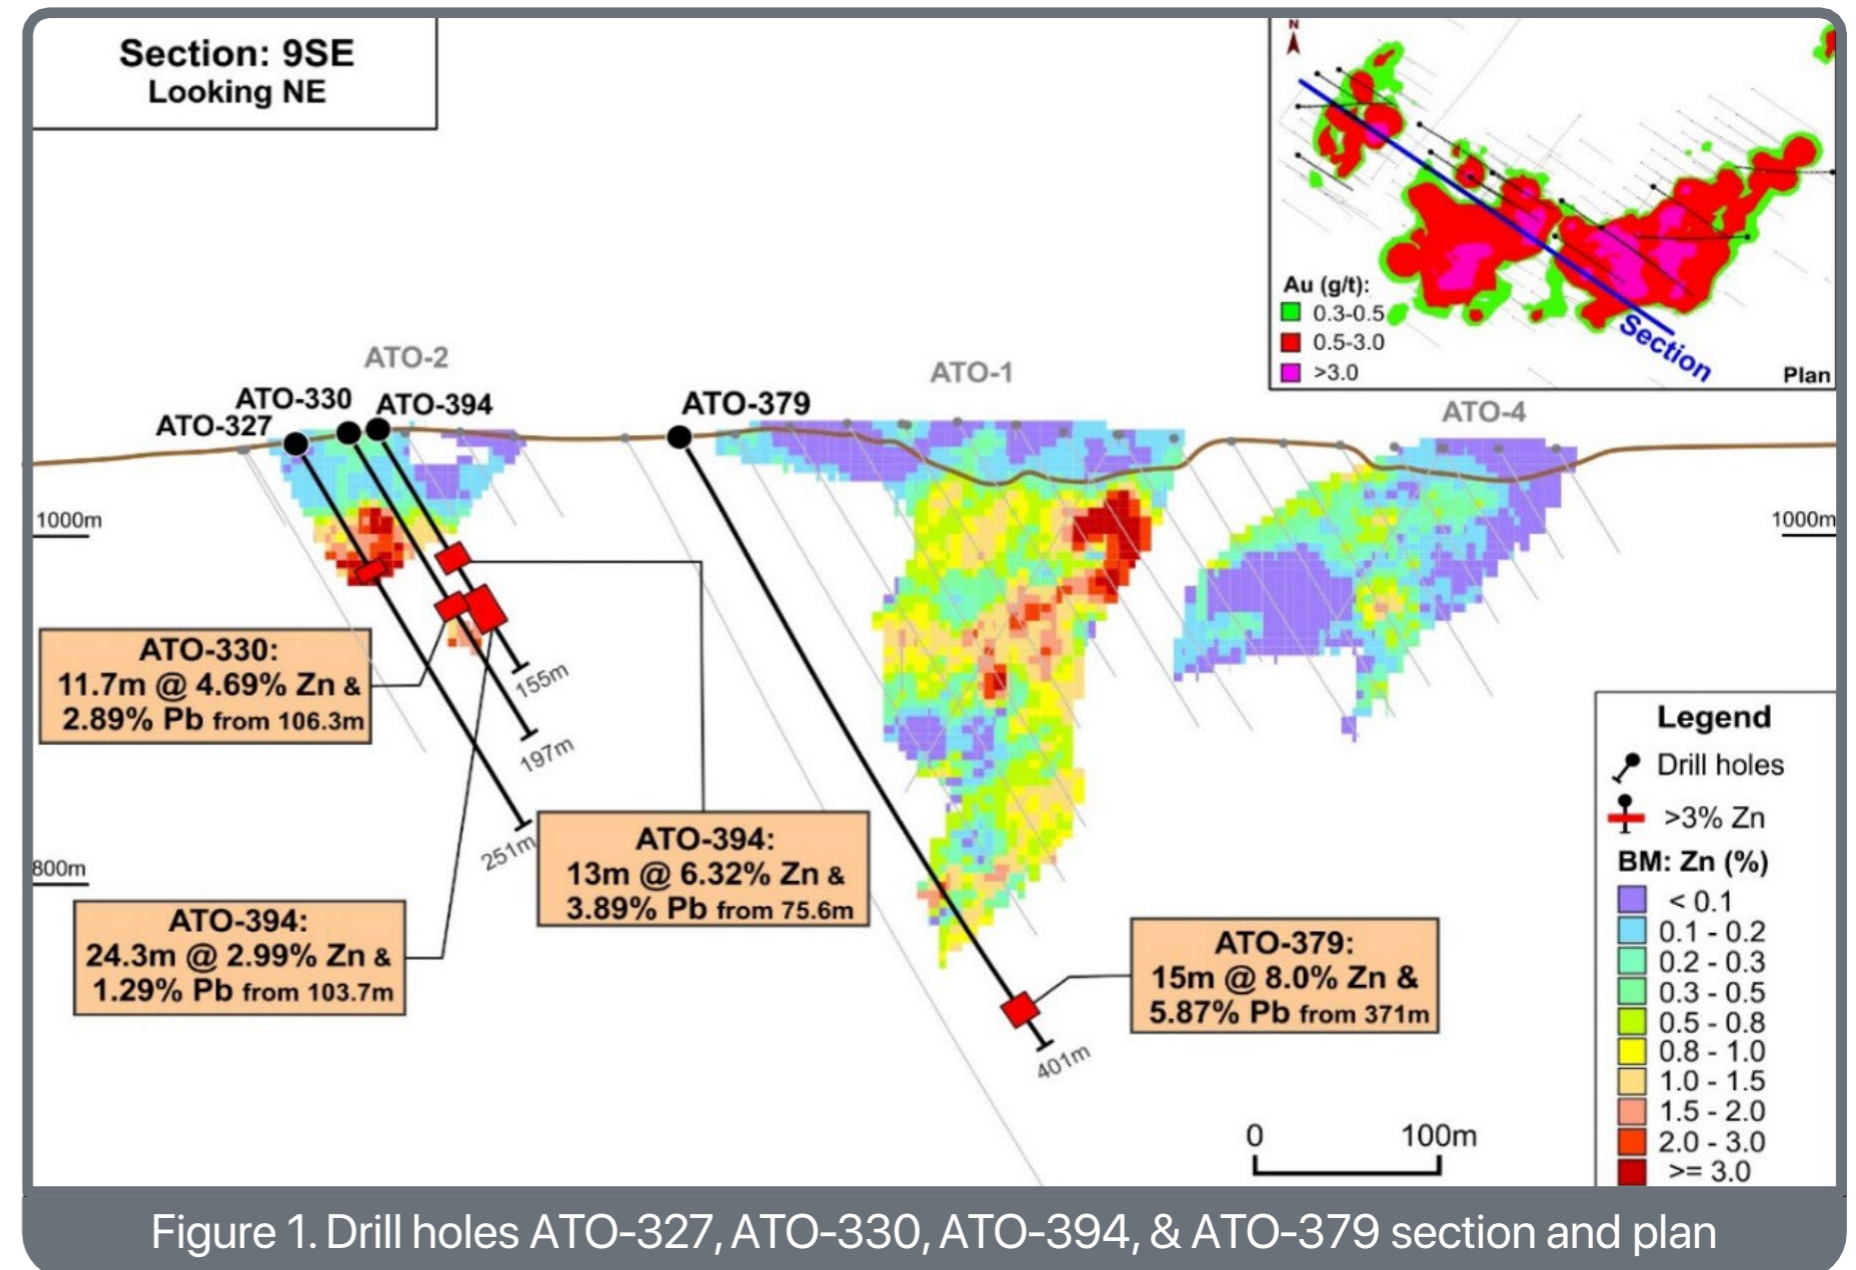 Section: 9SE
Looking NE
N
Au (g/t):
0.3-0.5
0.5-3.0
>3.0
Section
Plan
ATO-2
ATO-1
ATO-4
ATO-330
ATO-394
ATO-327
ATO-379
1000m
1000m
ATO-330:
11.7m @ 4.69% Zn &
2.89% Pb from 106.3m
155m
197m
251m
800m
ATO-394:
13m @ 6.32% Zn &
3.89% Pb from 75.6m
ATO-394:
24.3m @ 2.99% Zn &
1.29% Pb from 103.7m
ATO-379:
15m @ 8.0% Zn &
5.87% Pb from 371m
401m
0 100m
Legend
Drill holes
>3% Zn
BM: Zn (%)
< 0.1
0.1 - 0.2
0.2 - 0.3
0.3 - 0.5
0.5 - 0.8
0.8 - 1.0
1.0 - 1.5
1.5 - 2.0
2.0 - 3.0
>= 3.0
Figure 1. Drill holes ATO-327, ATO-330, ATO-394, & ATO-379 section and plan